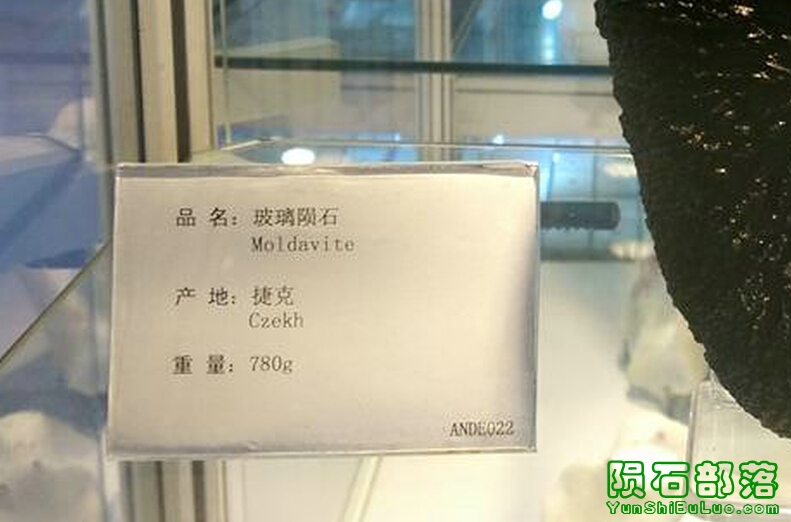 品 名：玻璃陨石
Moldavite
产 地：捷克
Czekh
重 量：780g
ANDE022
陨石部落
YunShiBuLuo.com